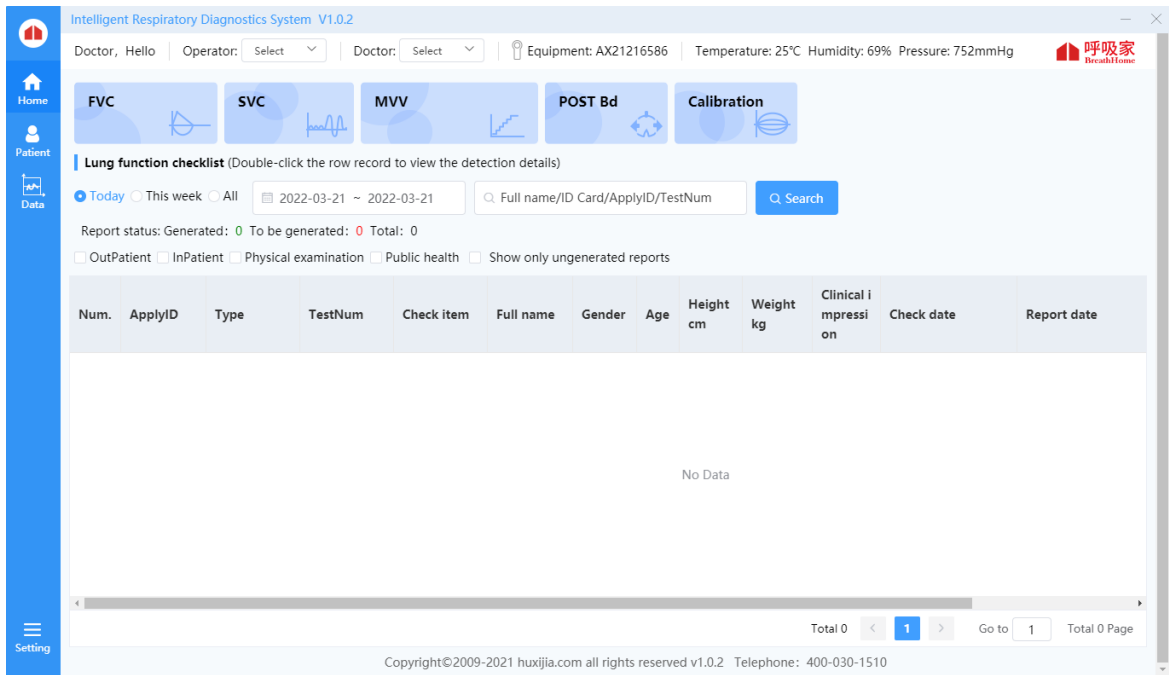 Intelligent Respiratory Diagnostics System V1.0.2
Doctor, Hello Operator: Select Doctor: Select Equipment: AX21216586 Temperature: 25℃ Humidity: 69% Pressure: 752mmHg 呼吸家
BreathHome
Home
Patient
Data
Setting
FVC SVC MVV POST Bd Calibration
Lung function checklist (Double-click the row record to view the detection details)
Today This week All 2022-03-21 ~ 2022-03-21 Full name/ID Card/ApplyID/TestNum Search
Report status: Generated: 0 To be generated: 0 Total: 0
OutPatient InPatient Physical examination Public health Show only ungenerated reports
Num. ApplyID Type TestNum Check item Full name Gender Age Height cm Weight kg Clinical i mpressi on Check date Report date
No Data
Total 0 < 1 > Go to 1 Total 0 Page
Copyright©2009-2021 huxijia.com all rights reserved v1.0.2 Telephone: 400-030-1510